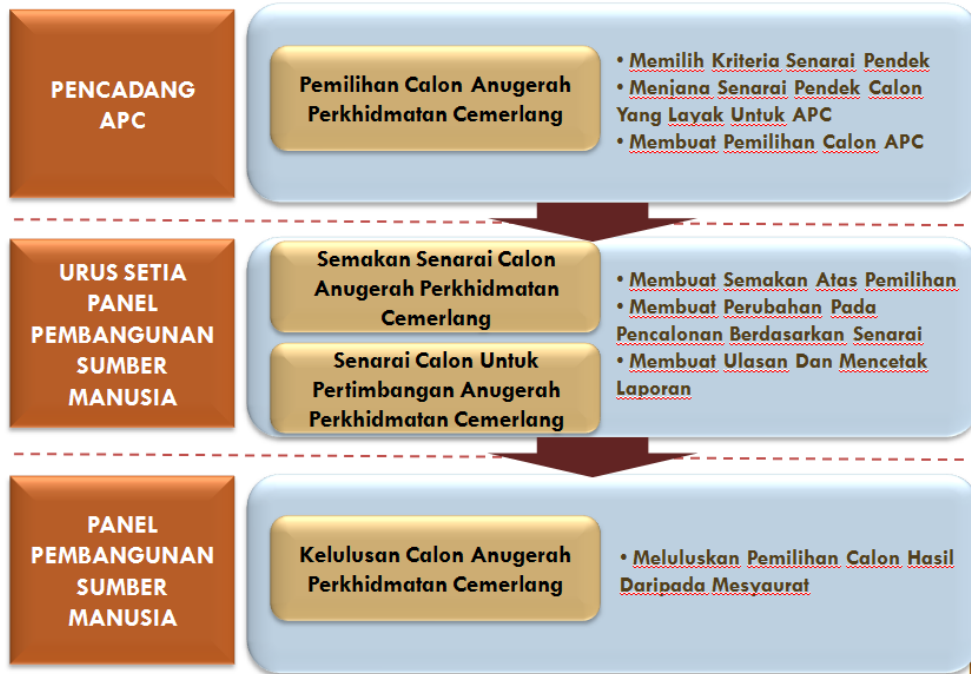 PENCADANG
APC
Pemilihan Calon Anugerah
Perkhidmatan Cemerlang
• Memilih Kriteria Senarai Pendek
• Menjana Senarai Pendek Calon
Yang Layak Untuk APC
• Membuat Pemilihan Calon APC
URUS SETIA
PANEL
PEMBANGUNAN
SUMBER
MANUSIA
Semakan Senarai Calon
Anugerah Perkhidmatan
Cemerlang
Senarai Calon Untuk
Pertimbangan Anugerah
Perkhidmatan Cemerlang
• Membuat Semakan Atas Pemilihan
• Membuat Perubahan Pada
Pencalonan Berdasarkan Senarai
• Membuat Ulasan Dan Mencetak
Laporan
PANEL
PEMBANGUNAN
SUMBER
MANUSIA
Kelulusan Calon Anugerah
Perkhidmatan Cemerlang
• Meluluskan Pemilihan Calon Hasil
Daripada Mesyaurat